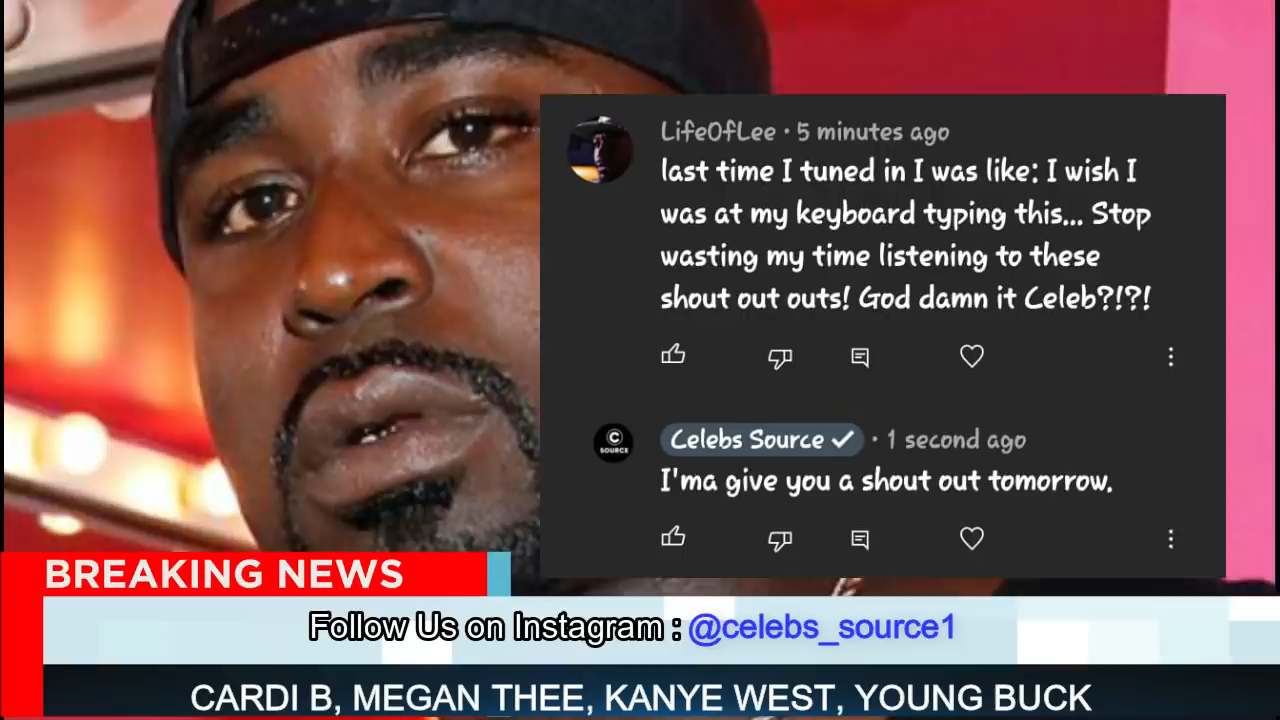 LifeOfLee · 5 minutes ago
last time I tuned in I was like: I wish I
was at my keyboard typing this... Stop
wasting my time listening to these
shout out outs! God damn it Celeb?!?!
C
SOURCE
Celebs Source ✔ · 1 second ago
I'ma give you a shout out tomorrow.
BREAKING NEWS
Follow Us on Instagram : @celebs_source1
CARDI B, MEGAN THEE, KANYE WEST, YOUNG BUCK